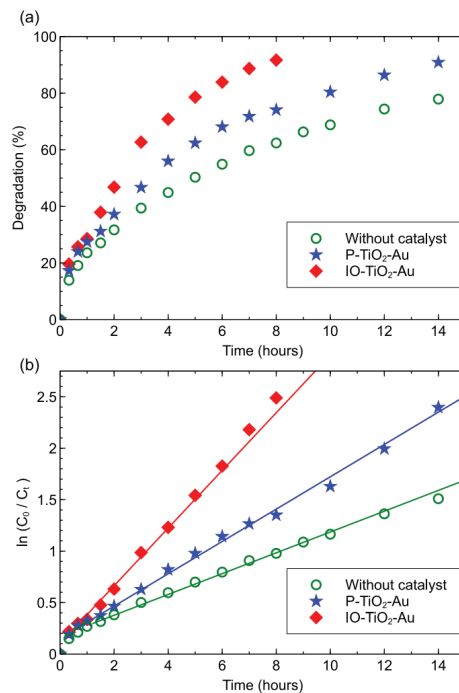 (a)
100
80
60
40
20
0
Degradation (%)
Without catalyst
P-TiO₂-Au
IO-TiO₂-Au
0 2 4 6 8 10 12 14
Time (hours)
(b)
2.5
2
1.5
1
0.5
0
ln (C₀ / Cₜ)
Without catalyst
P-TiO₂-Au
IO-TiO₂-Au
0 2 4 6 8 10 12 14
Time (hours)